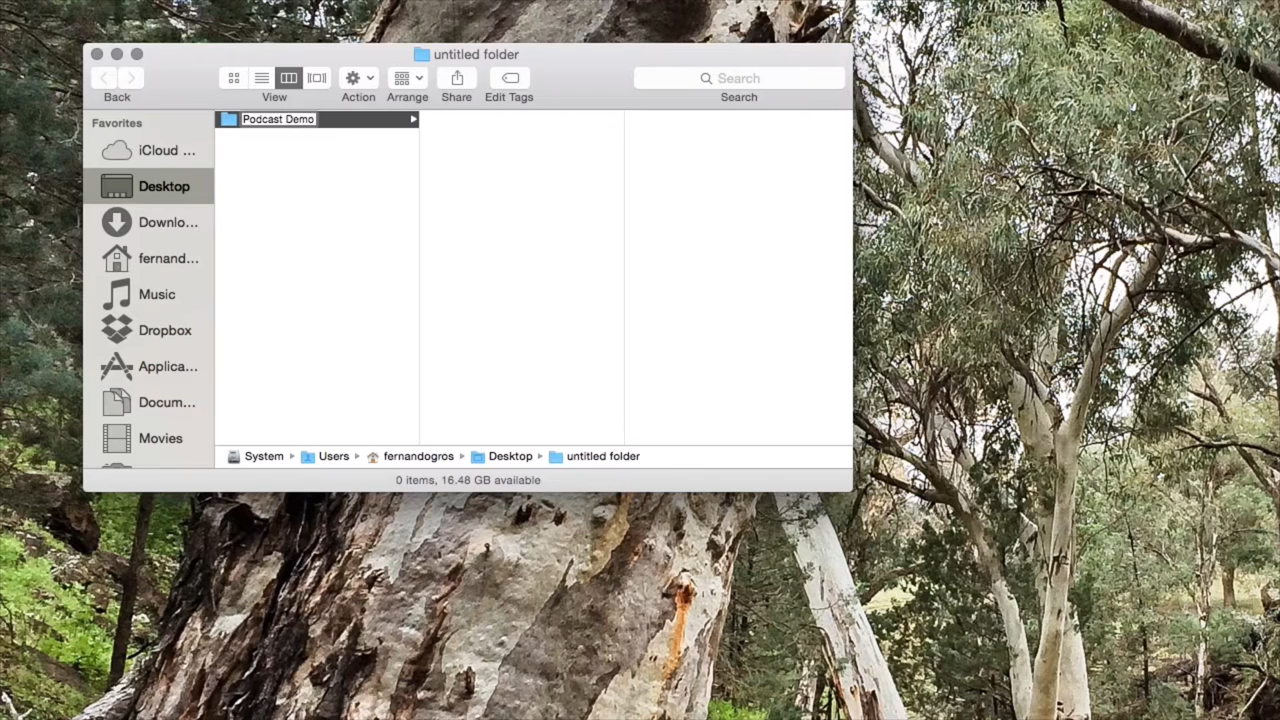 untitled folder
Back
View
Action
Arrange
Share
Edit Tags
Search
Search
Favorites
iCloud ...
Desktop
Downlo...
fernand...
Music
Dropbox
Applica...
Docum...
Movies
Podcast Demo
System Users fernandogros Desktop untitled folder
0 items, 16.48 GB available